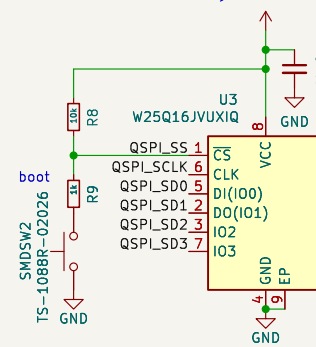 U3
W25Q16JVUXIQ
GND
10k
R8
8
VCC
QSPI_SS 1 CS
QSPI_SCLK 6 CLK
QSPI_SD0 5 DI(IO0)
QSPI_SD1 2 DO(IO1)
QSPI_SD2 3 IO2
QSPI_SD3 7 IO3
boot
1k
R9
SMDSW2
TS-1088R-02026
GND
GND
EP
4 9
GND